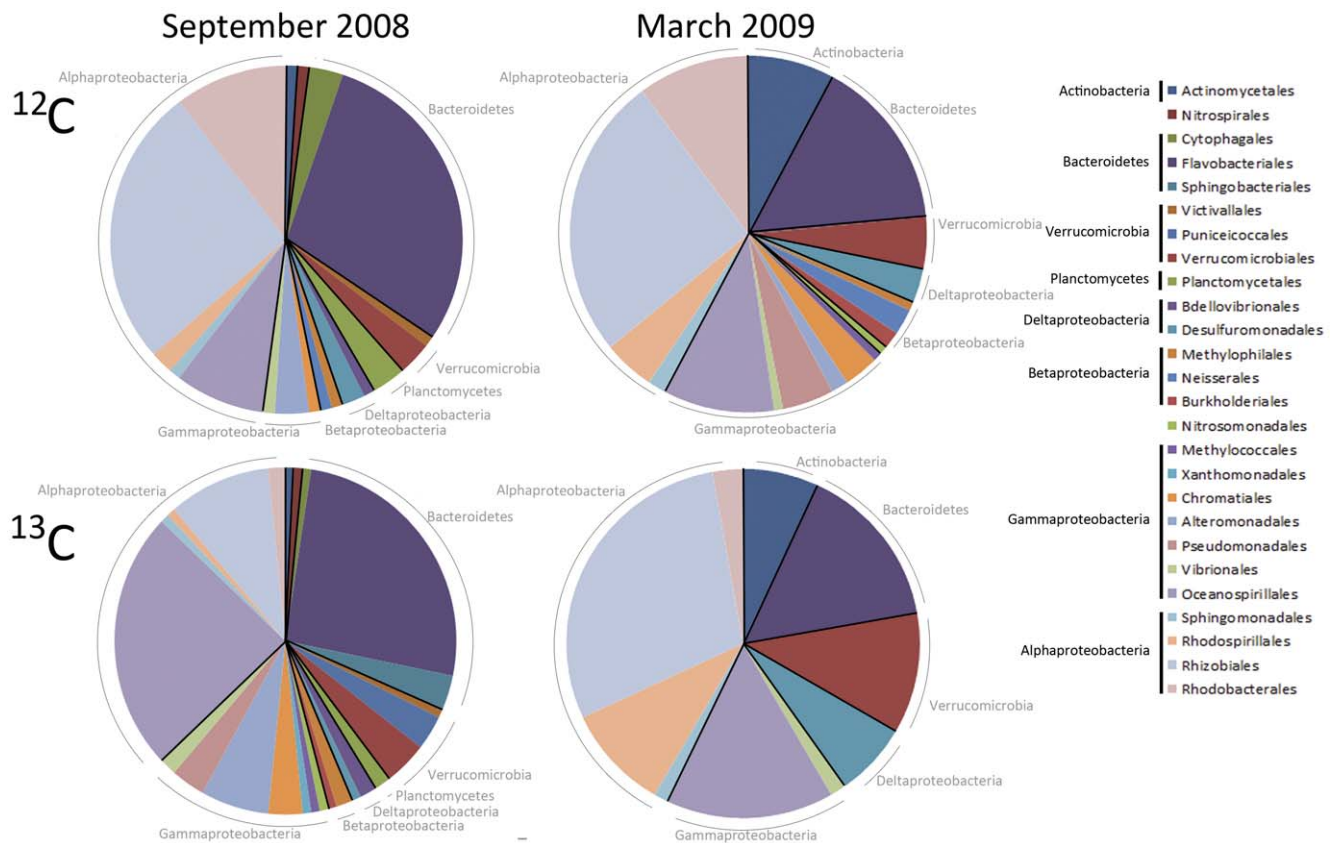 September 2008
March 2009
12C
Alphaproteobacteria
Bacteroidetes
Verrucomicrobia
Planctomycetes
Deltaproteobacteria
Betaproteobacteria
Gammaproteobacteria
Alphaproteobacteria
Actinobacteria
Bacteroidetes
Verrucomicrobia
Deltaproteobacteria
Betaproteobacteria
Gammaproteobacteria
13C
Alphaproteobacteria
Bacteroidetes
Verrucomicrobia
Planctomycetes
Deltaproteobacteria
Betaproteobacteria
Gammaproteobacteria
Alphaproteobacteria
Actinobacteria
Bacteroidetes
Verrucomicrobia
Deltaproteobacteria
Gammaproteobacteria
Actinobacteria Actinomycetales
Nitrospirales
Cytophagales
Bacteroidetes Flavobacteriales
Sphingobacteriales
Victivallales
Verrucomicrobia Puniceicoccales
Verrucomicrobiales
Planctomycetes Planctomycetales
Bdellovibrionales
Deltaproteobacteria Desulfuromonadales
Methylophilales
Betaproteobacteria Neisserales
Burkholderiales
Nitrosomonadales
Methylococcales
Xanthomonadales
Chromatiales
Gammaproteobacteria Alteromonadales
Pseudomonadales
Vibrionales
Oceanospirillales
Sphingomonadales
Rhodospirillales
Alphaproteobacteria Rhizobiales
Rhodobacterales